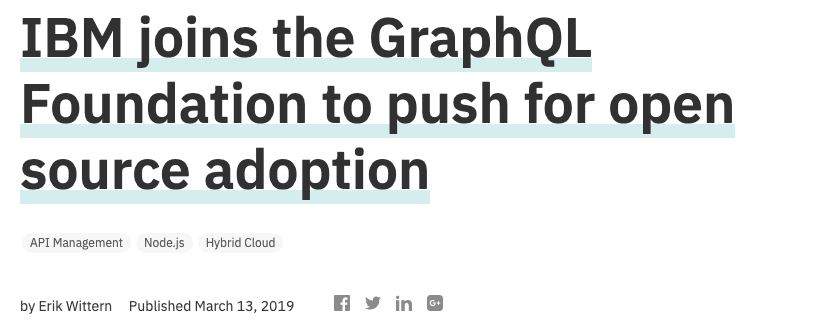 IBM joins the GraphQL
Foundation to push for open
source adoption
API Management Node.js Hybrid Cloud
by Erik Wittern Published March 13, 2019 f in G+